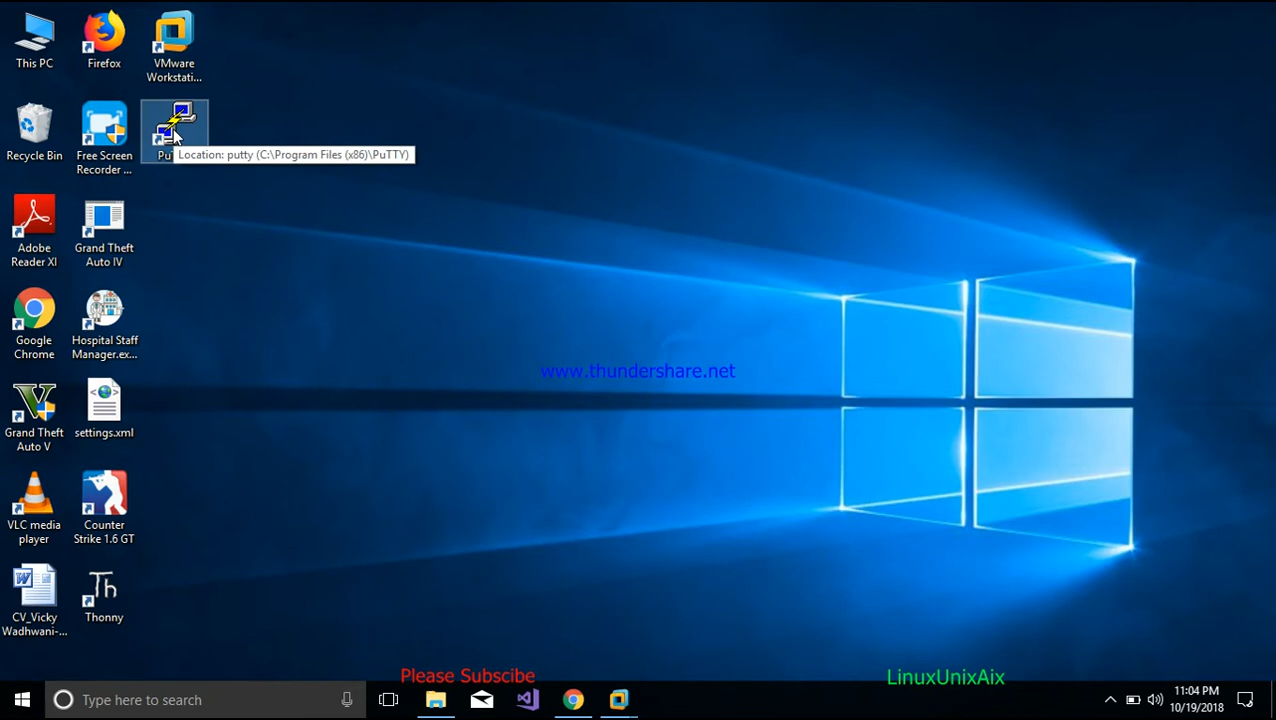 This PC
Firefox
VMware
Workstati...
Recycle Bin
Free Screen
Recorder ...
Location: putty (C:\Program Files (x86)\PuTTY)
Adobe
Reader XI
Grand Theft
Auto IV
Google
Chrome
Hospital Staff
Manager.ex...
www.thundershare.net
Grand Theft
Auto V
settings.xml
VLC media
player
Counter
Strike 1.6 GT
Th
CV_Vicky
Wadhwani-...
Thonny
Please Subscibe
LinuxUnixAix
Type here to search
11:04 PM
10/19/2018